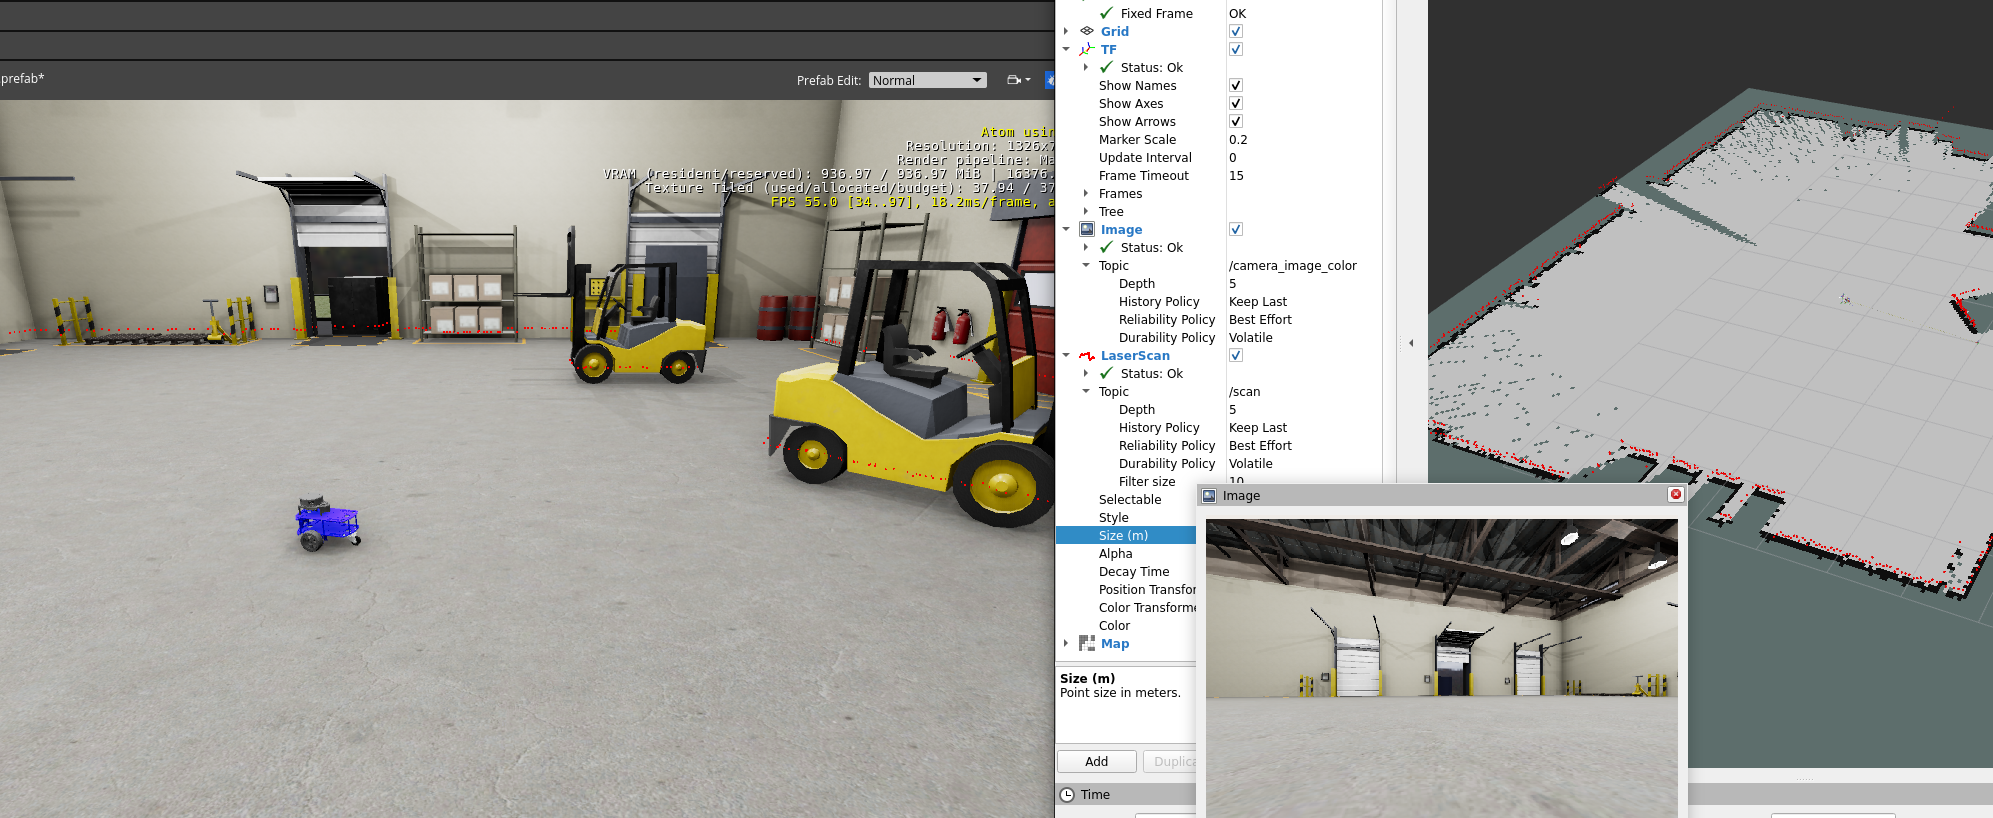 prefab*
Prefab Edit: Normal
Atom usin
Resolution: 1326x7
Render pipeline: Ma
VRAM (resident/reserved): 936.97 / 936.97 MiB | 16376.
Texture Tiled (used/allocated/budget): 37.94 / 37
FPS 55.0 [34..97], 18.2ms/frame, a
Fixed Frame OK
Grid
TF
Status: Ok
Show Names
Show Axes
Show Arrows
Marker Scale 0.2
Update Interval 0
Frame Timeout 15
Frames
Tree
Image
Status: Ok
Topic /camera_image_color
Depth 5
History Policy Keep Last
Reliability Policy Best Effort
Durability Policy Volatile
LaserScan
Status: Ok
Topic /scan
Depth 5
History Policy Keep Last
Reliability Policy Best Effort
Durability Policy Volatile
Filter size 10
Selectable
Style
Size (m)
Alpha
Decay Time
Position Transfor
Color Transforme
Color
Map
Size (m)
Point size in meters.
Add Duplica
Time
Image